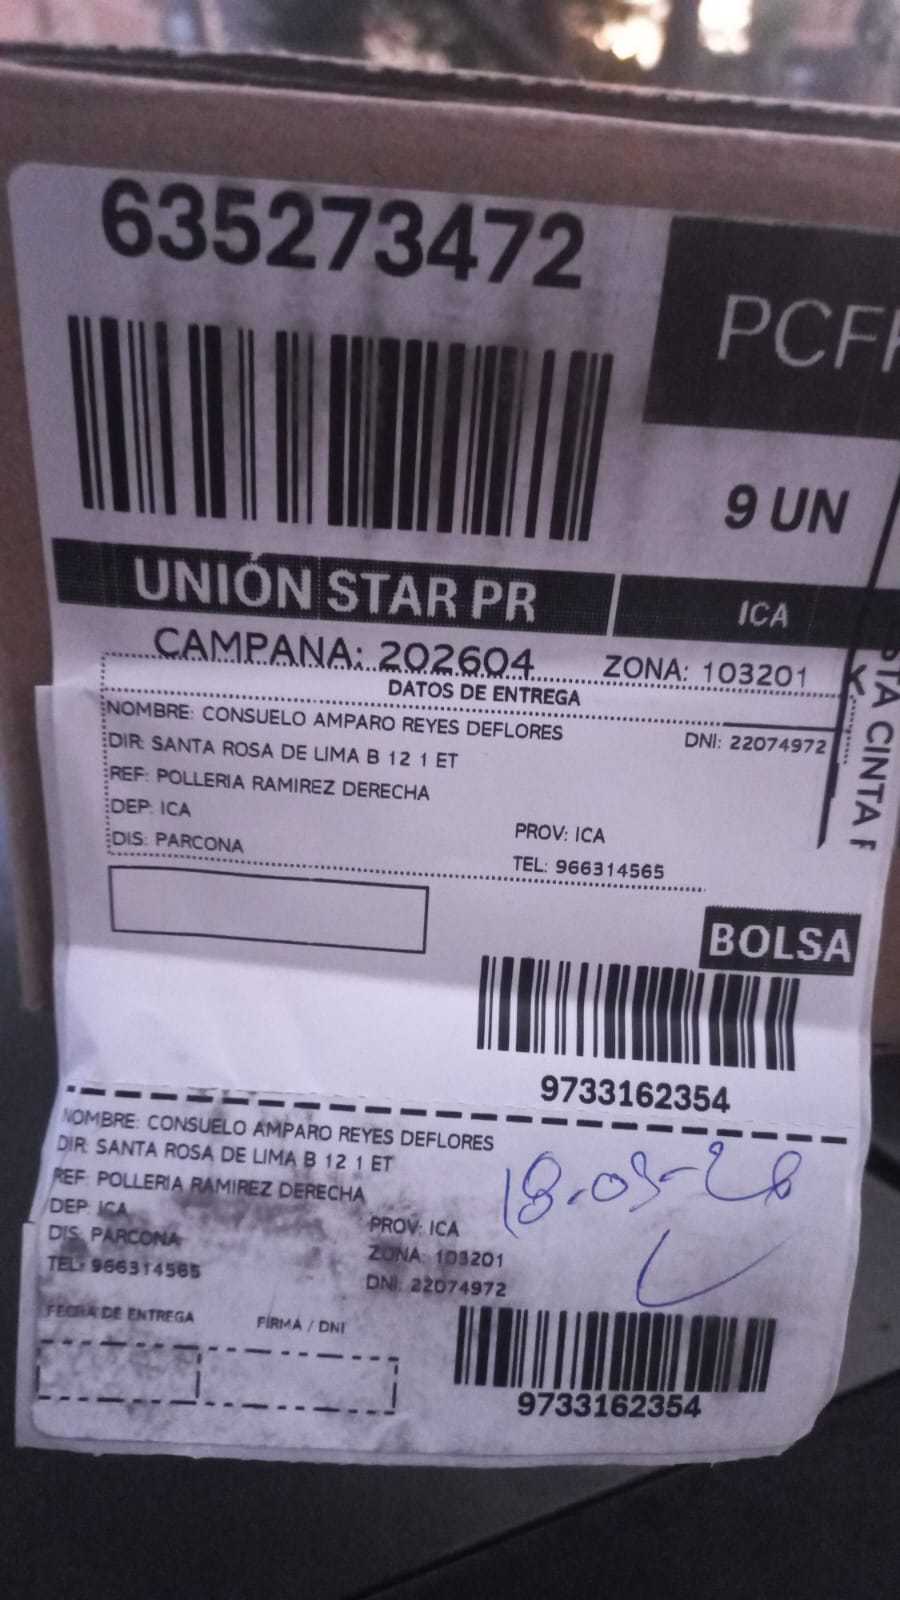 635273472
PCF
9 UN
UNIÓN STAR PR
ICA
CAMPANA: 202604
ZONA: 103201
DATOS DE ENTREGA
NOMBRE: CONSUELO AMPARO REYES DEFLORES
DNI: 22074972
DIR: SANTA ROSA DE LIMA B 12 1 ET
REF: POLLERIA RAMIREZ DERECHA
DEP: ICA
PROV: ICA
DIS: PARCONA
TEL: 966314565
CINTA
BOLSA
9733162354
NOMBRE: CONSUELO AMPARO REYES DEFLORES
DIR: SANTA ROSA DE LIMA B 12 1 ET
REF: POLLERIA RAMIREZ DERECHA
DEP: ICA
PROV: ICA
DIS: PARCONA
ZONA: 103201
TEL: 966314565
DNI: 22074972
FECHA DE ENTREGA
FIRMA / DNI
9733162354